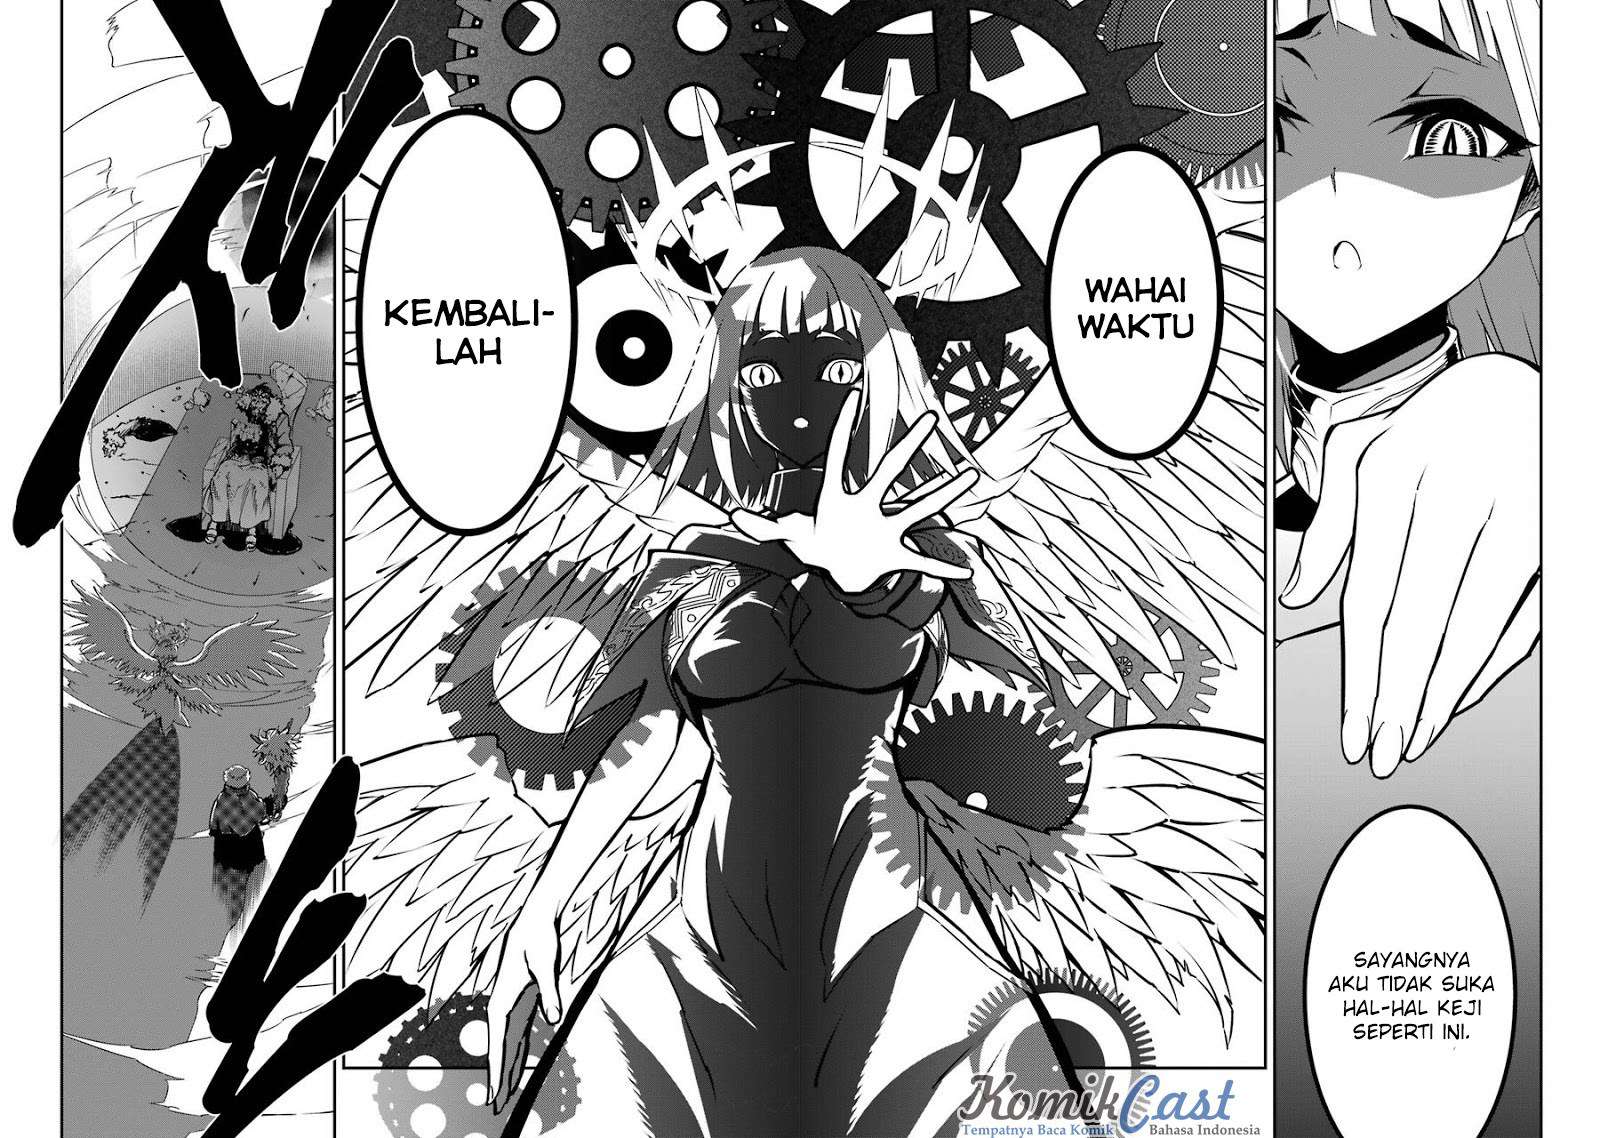 SAYANGNYA
AKU TIDAK SUKA
HAL-HAL KEJI
SEPERTI INI.
WAHAI
WAKTU
KEMBALI-
LAH
KomikCast
Tempatnya Baca Komik Bahasa Indonesia